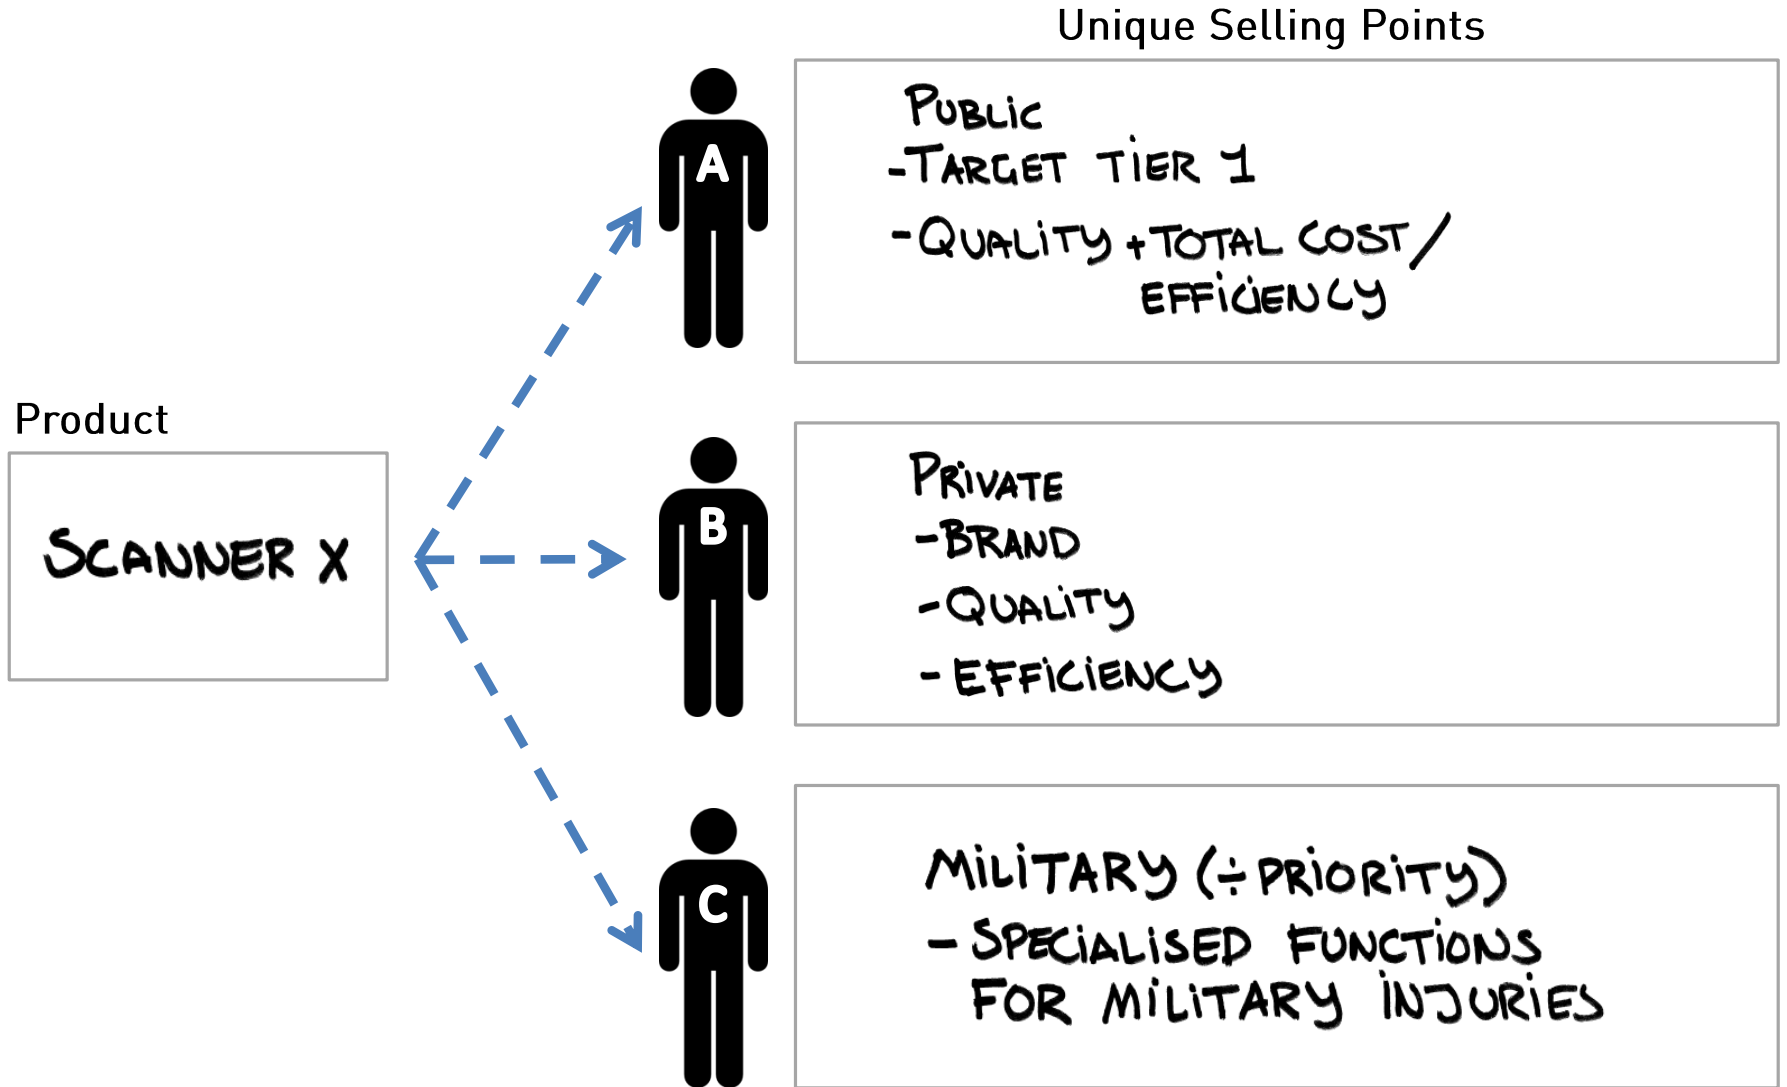 Unique Selling Points
A
PUBLIC
- TARGET TIER 1
- QUALITY + TOTAL COST /
EFFICIENCY
Product
SCANNER X
B
PRIVATE
- BRAND
- QUALITY
- EFFICIENCY
C
MILITARY (÷ PRIORITY)
- SPECIALISED FUNCTIONS
FOR MILITARY INJURIES